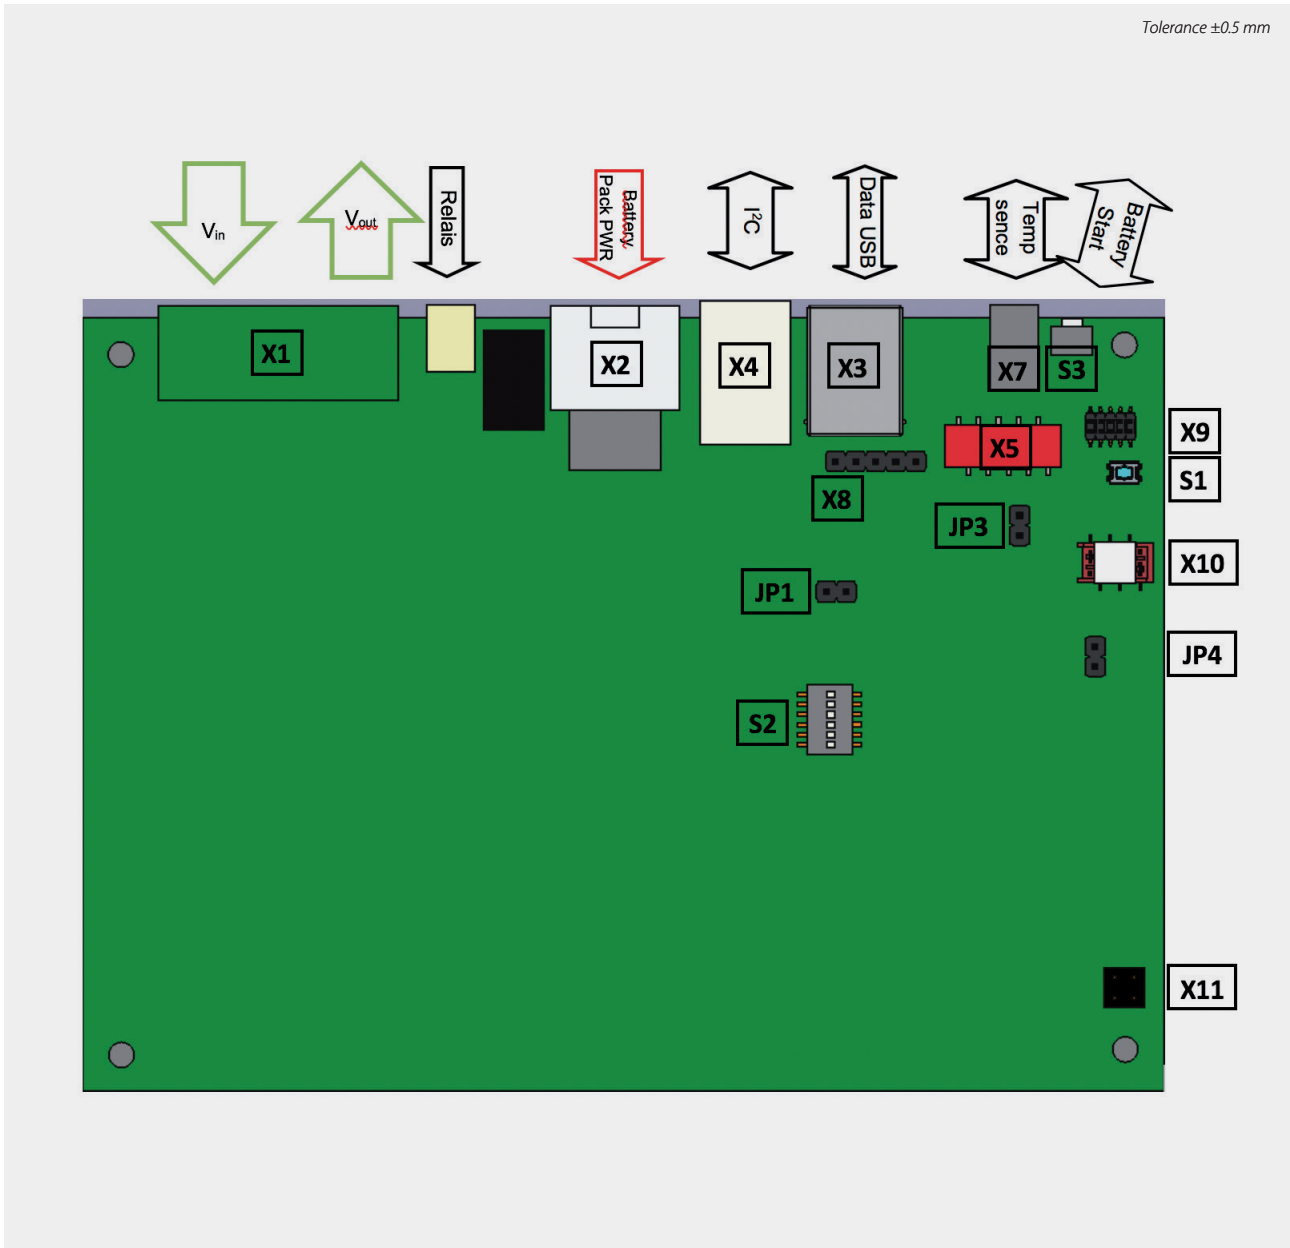 Tolerance ±0.5 mm
Vin
Vout
Relais
Battery
Pack PWR
I²C
Data USB
Temp
sence
Battery
Start
X1
X2
X4
X3
X7
S3
X9
X5
S1
X8
JP3
X10
JP1
JP4
S2
X11